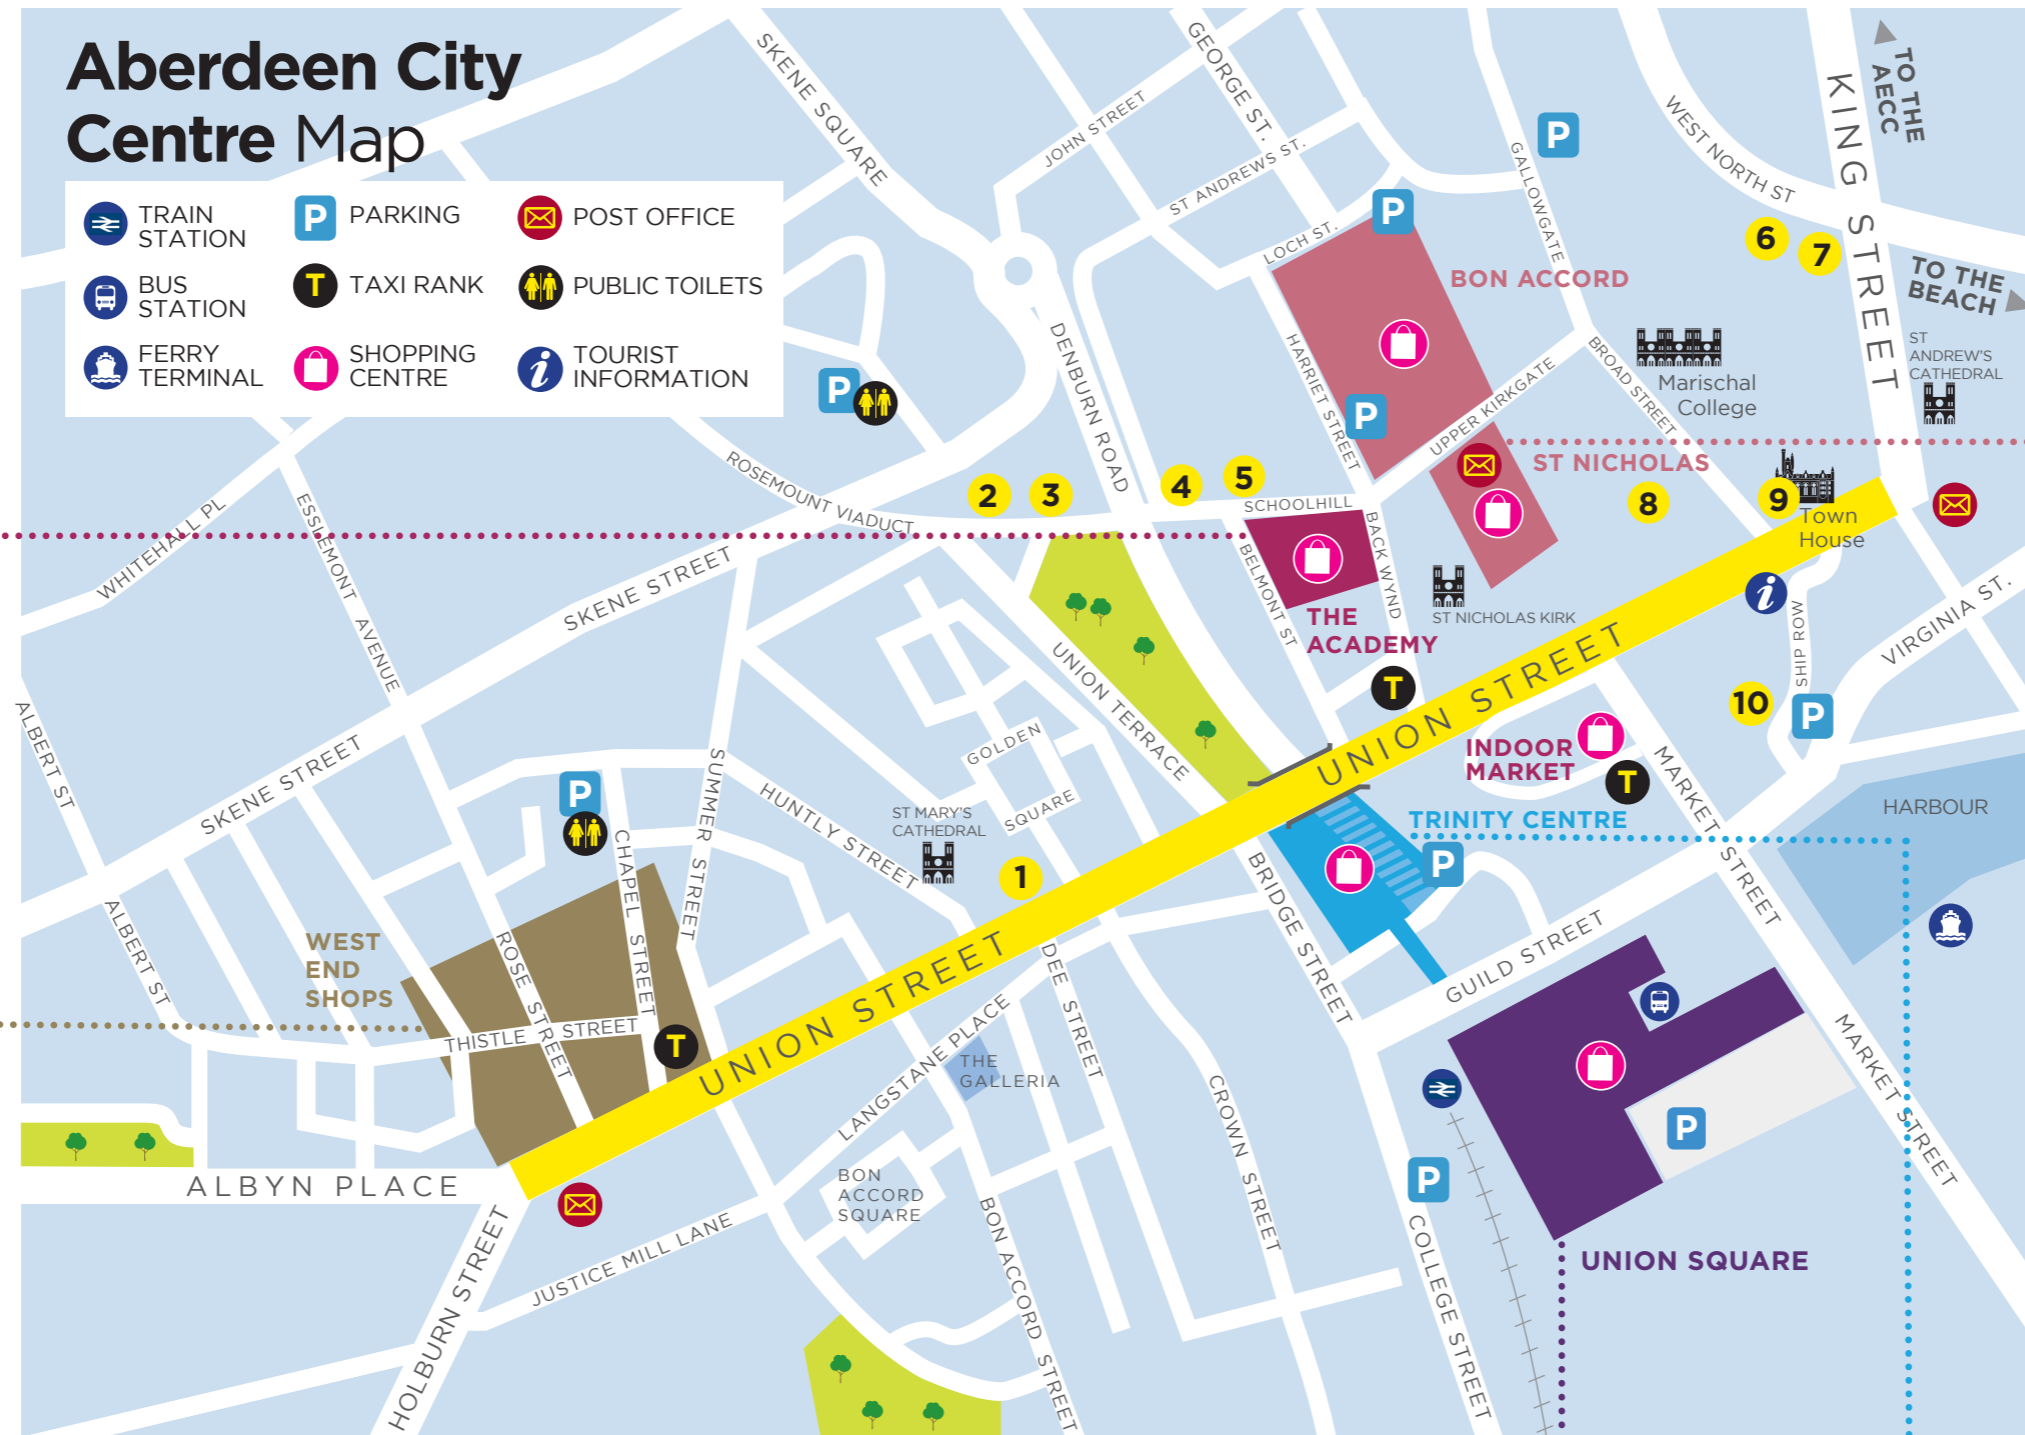 Aberdeen City
Centre Map
TRAIN
STATION
P
PARKING
POST OFFICE
BUS
STATION
T
TAXI RANK
PUBLIC TOILETS
FERRY
TERMINAL
SHOPPING
CENTRE
i
TOURIST
INFORMATION
SKENE SQUARE
JOHN STREET
GEORGE ST.
ST ANDREWS ST.
LOCH ST.
P
P
GALLOWGATE
WEST NORTH ST
KING STREET
TO THE
AECC
6
7
TO THE
BEACH
BON ACCORD
HARRIET STREET
P
UPPER KIRKGATE
BROAD STREET
Marischal
College
ST
ANDREW'S
CATHEDRAL
P
DENBURN ROAD
ROSEMOUNT VIADUCT
2
3
4
5
SCHOOLHILL
ST NICHOLAS
8
9
Town
House
WHITEHALL PL
ESSLEMONT AVENUE
SKENE STREET
BELMONT ST
BACK WYND
THE
ACADEMY
ST NICHOLAS KIRK
i
SHIP ROW
VIRGINIA ST.
UNION TERRACE
T
UNION STREET
10
P
ALBERT ST
SKENE STREET
SUMMER STREET
GOLDEN
SQUARE
INDOOR
MARKET
T
MARKET STREET
HARBOUR
P
CHAPEL STREET
HUNTLY STREET
ST MARY'S
CATHEDRAL
1
TRINITY CENTRE
P
ALBERT ST
WEST
END
SHOPS
ROSE STREET
THISTLE STREET
T
UNION STREET
DEE STREET
BRIDGE STREET
GUILD STREET
LANGSTANE PLACE
THE
GALLERIA
CROWN STREET
MARKET STREET
P
P
ALBYN PLACE
BON
ACCORD
SQUARE
BON ACCORD STREET
COLLEGE STREET
UNION SQUARE
HOLBURN STREET
JUSTICE MILL LANE